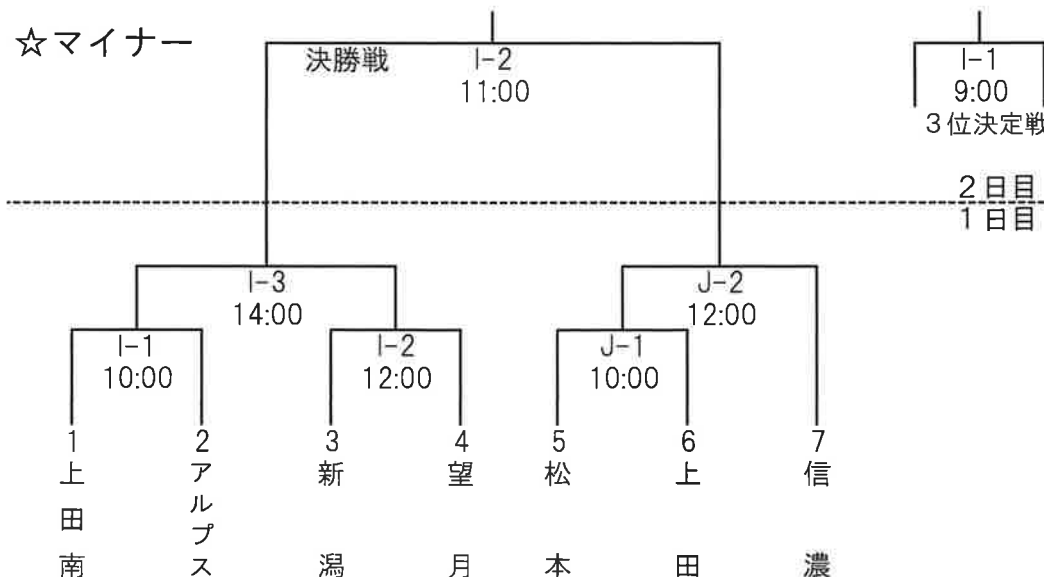 ☆マイナー
決勝戦
I-2
11:00
I-1
9:00
3位決定戦
2日目
1日目
I-3
14:00
J-2
12:00
I-1
10:00
I-2
12:00
J-1
10:00
1
上田南
2
アルプス
3
新潟
4
望月
5
松本
6
上田
7
信濃